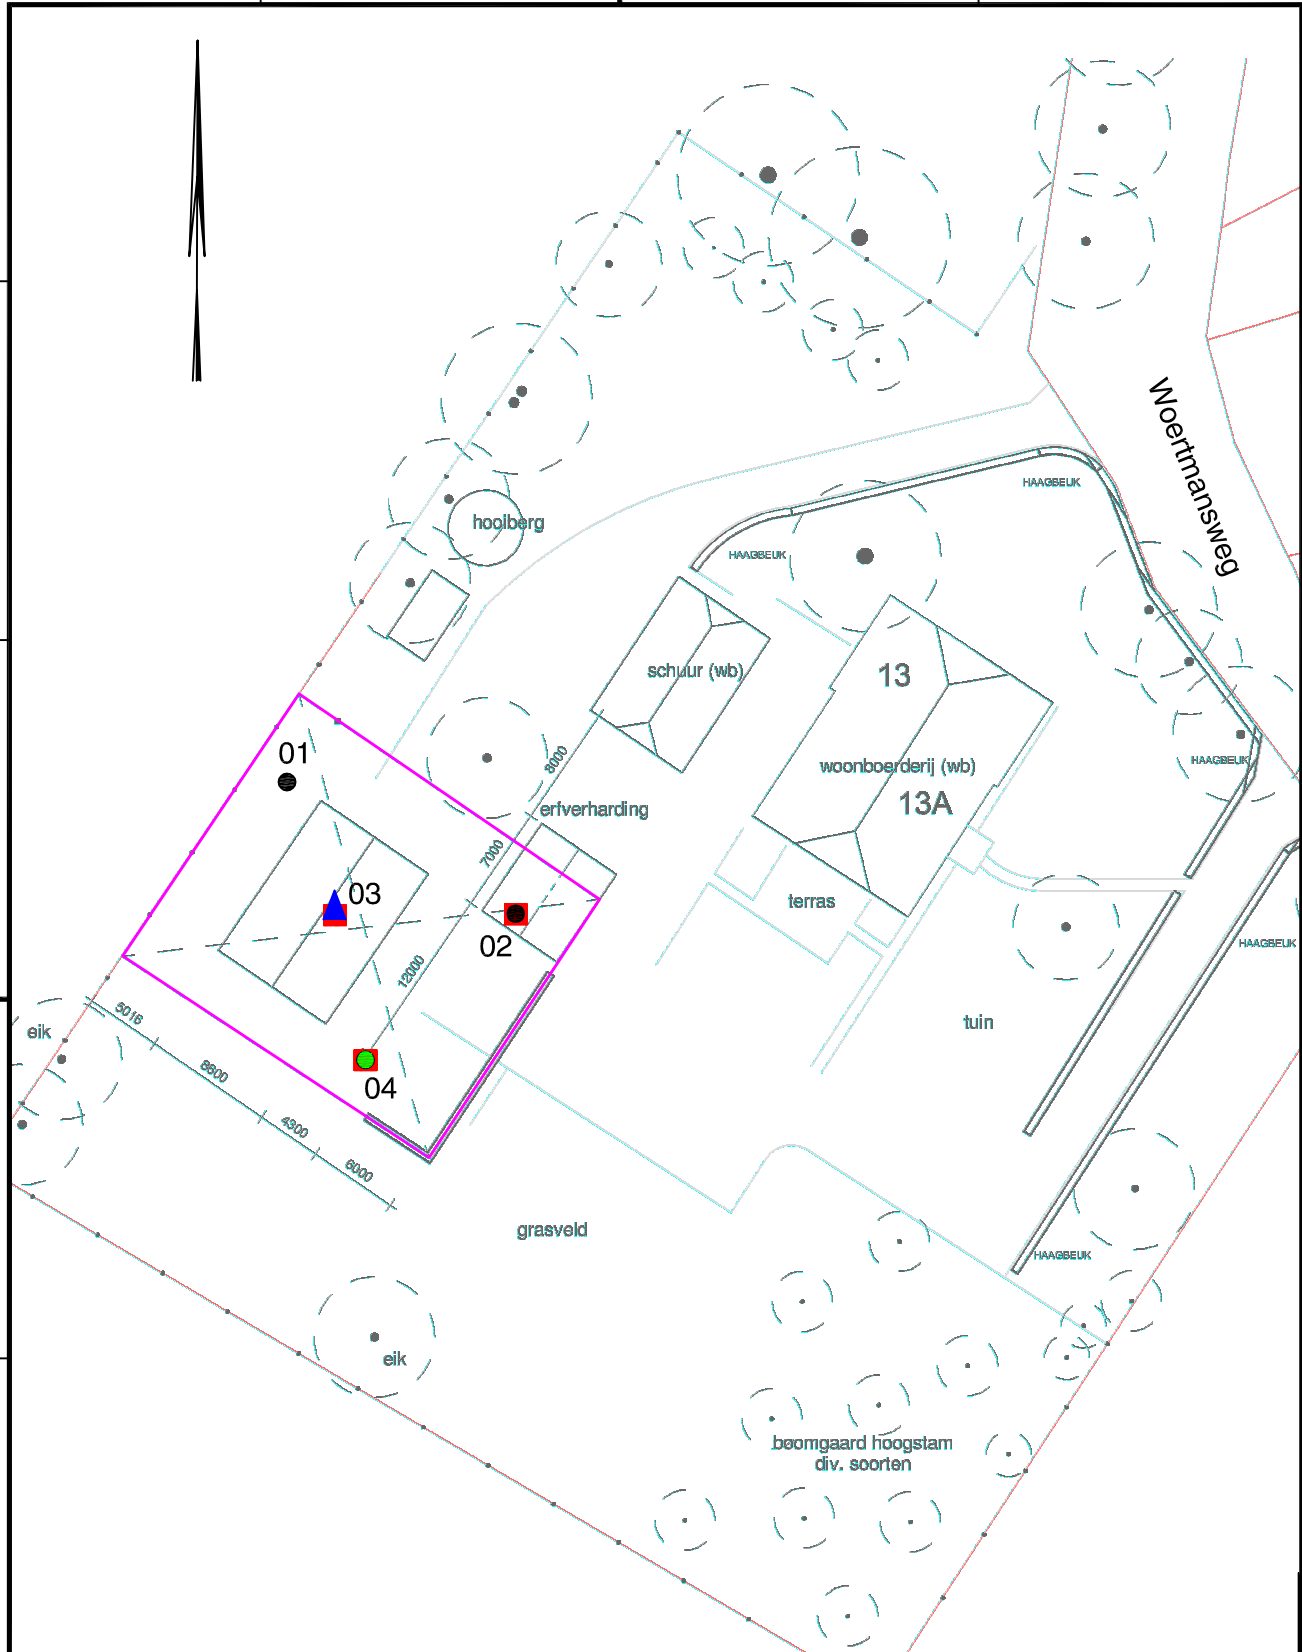 Woertmansweg
HAAGBEUK
hooiberg
HAAGBEUK
schuur (wb)
13
01
8000
woonboerderij (wb)
HAAGBEUK
13A
erfverharding
7000
03
terras
02
HAAGBEUK
12000
5016
eik
tuin
8600
04
4300
6000
grasveld
HAAGBEUK
eik
boomgaard hoogstam
div. soorten